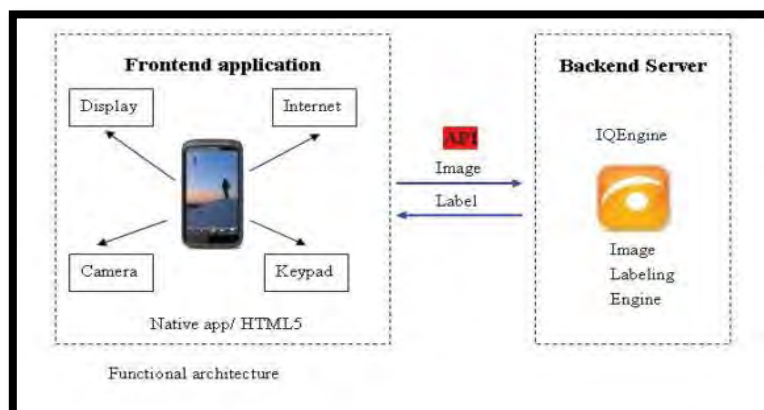 Frontend application
Display
Internet
Camera
Keypad
Native app/ HTML5
API
Image
Label
Backend Server
IQEngine
Image
Labeling
Engine
Functional architecture